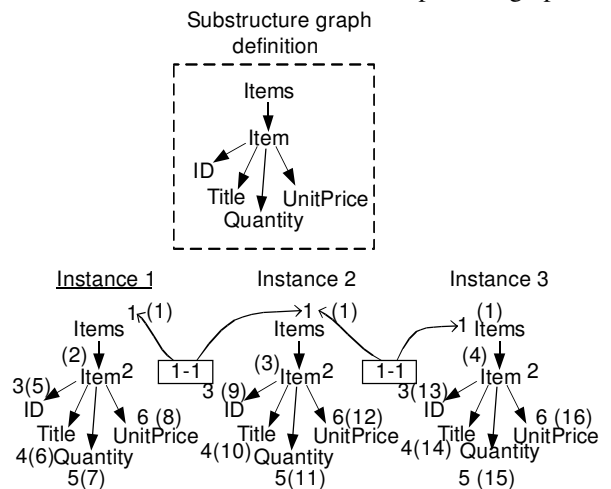 Substructure graph
definition
Items
Item
ID
Title
UnitPrice
Quantity
Instance 1
Instance 2
Instance 3
1 (1)
1 (1)
1 (1)
Items
Items
Items
1-1
1-1
(2) Item 2
(3) Item 2
(4) Item 2
3(5)
3 (9)
3(13)
ID
ID
ID
6 (8)
6(12)
6 (16)
Title
UnitPrice
Title
UnitPrice
Title
UnitPrice
4(6)
Quantity
4(10)
Quantity
4(14)
Quantity
5(7)
5(11)
5 (15)